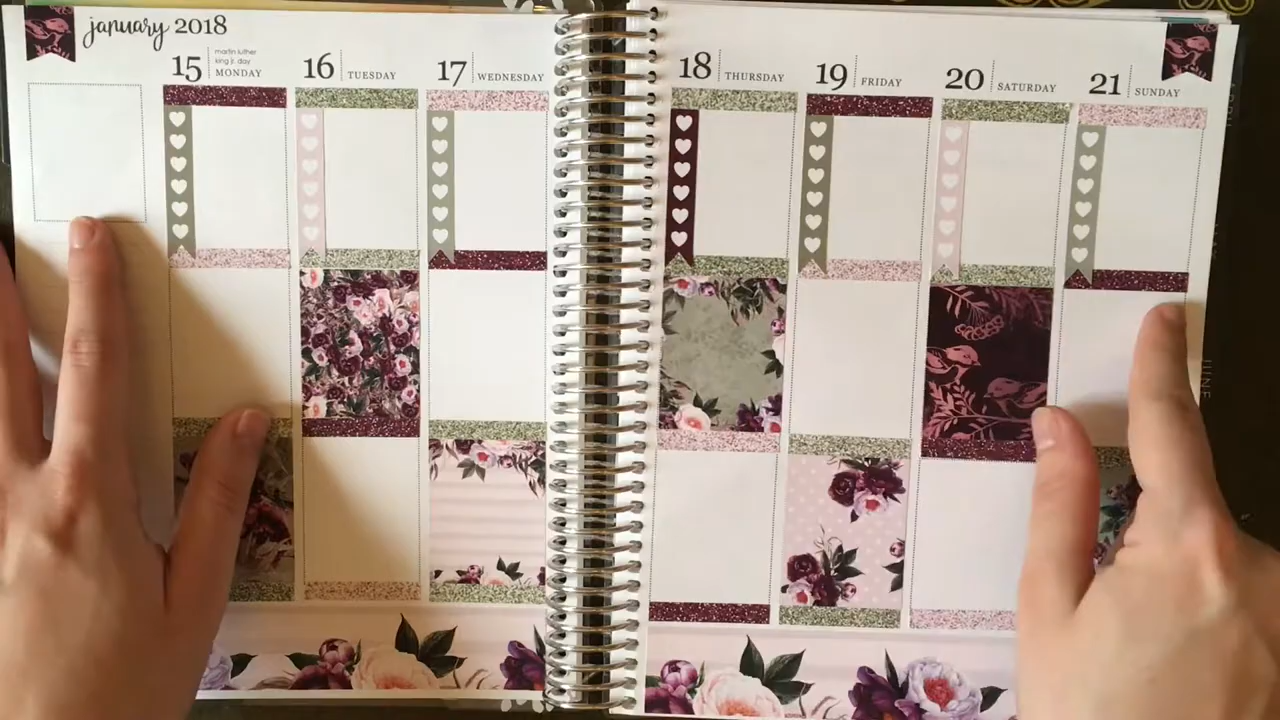 january 2018
15 martin luther
king jr. day
MONDAY
16 TUESDAY
17 WEDNESDAY
18 THURSDAY
19 FRIDAY
20 SATURDAY
21 SUNDAY
JUNE